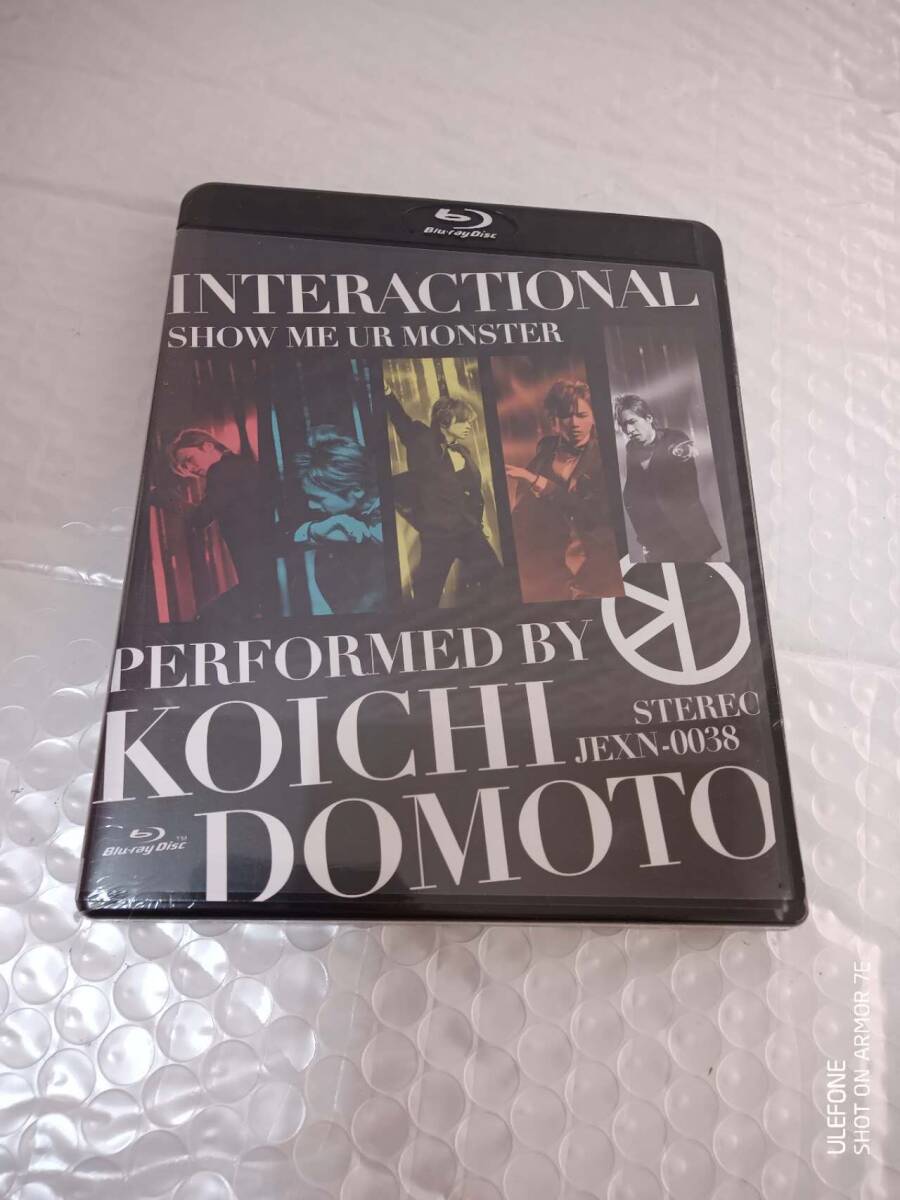 Blu-ray Disc
INTERACTIONAL
SHOW ME UR MONSTER
PERFORMED BY
KOICHI
STEREO
JEXN-0038
DOMOTO
Blu-ray Disc™
ULEFONE
SHOT ON ARMOR 7E